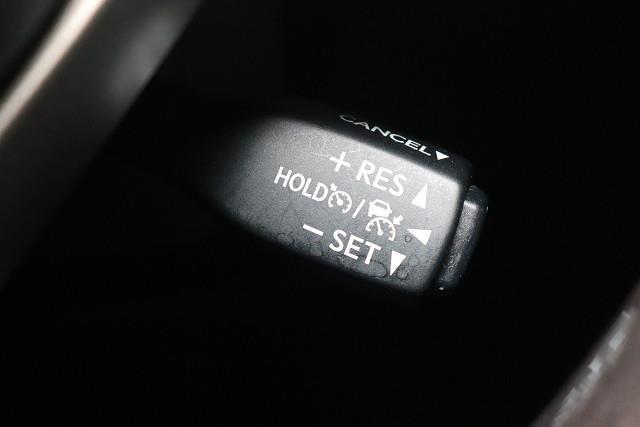 CANCEL▼
+ RES ▲
HOLD / ◀
− SET ▼